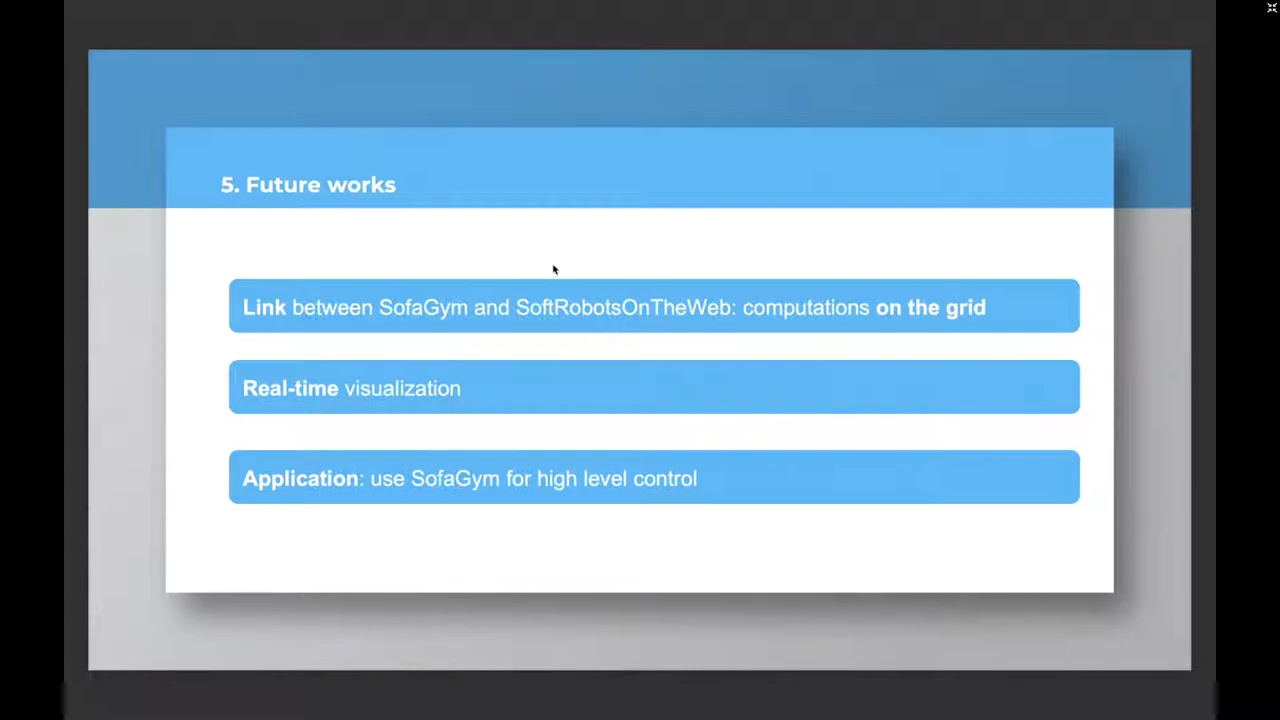 5. Future works
Link between SofaGym and SoftRobotsOnTheWeb: computations on the grid
Real-time visualization
Application: use SofaGym for high level control